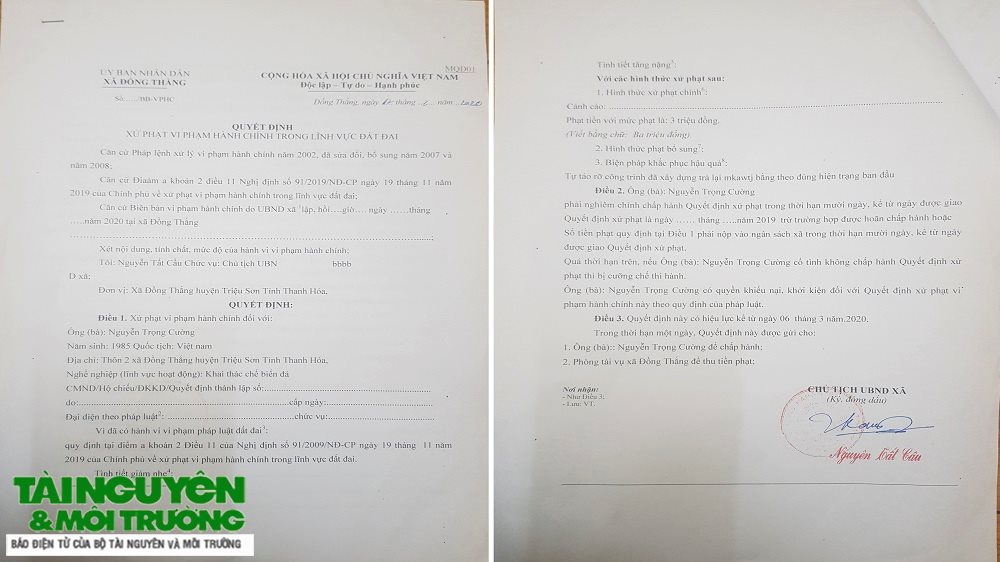 MQĐ01
ỦY BAN NHÂN DÂN
XÃ ĐỒNG THẮNG
Số:...../ĐB-VPHC
CỘNG HÒA XÃ HỘI CHỦ NGHĨA VIỆT NAM
Độc lập – Tự do – Hạnh phúc
Đồng Thắng, ngày tháng năm 2020
QUYẾT ĐỊNH
XỬ PHẠT VI PHẠM HÀNH CHÍNH TRONG LĨNH VỰC ĐẤT ĐAI
Căn cứ Pháp lệnh xử lý vi phạm hành chính năm 2002, đã sửa đổi, bổ sung năm 2007 và
năm 2008;
Căn cứ Điaảm a khoản 2 điều 11 Nghị định số 91/2019/NĐ-CP ngày 19 tháng 11 năm
2019 của Chính phủ về xử phạt vi phạm hành chính trong lĩnh vực đất đai;
Căn cứ Biên bản vi phạm hành chính do UBND xã ¹lập, hồi....giờ.... ngày ......tháng
.....năm 2020 tại xã Đồng Thắng
........................................................................;
Xét nội dung, tính chất, mức độ của hành vi vi phạm hành chính;
Tôi: Nguyễn Tất Cầu Chức vụ: Chủ tịch UBN bbbb
D xã;
Đơn vị: Xã Đồng Thắng huyện Triệu Sơn Tỉnh Thanh Hóa,
QUYẾT ĐỊNH:
Điều 1. Xử phạt vi phạm hành chính đối với:
Ông (bà): Nguyễn Trọng Cường
Năm sinh: 1985 Quốc tịch: Việt nam
Địa chỉ: Thôn 2 xã Đồng Thắng huyện Triệu Sơn Tỉnh Thanh Hóa,
Nghề nghiệp (lĩnh vực hoạt động): Khai thác chế biến đá
CMND/Hộ chiếu/ĐKKD/Quyết định thành lập số:........................................
do:........................................cấp ngày:..............................
Đại diện theo pháp luật²:..............................chức vụ:....................
Vì đã có hành vi vi phạm pháp luật đất đai³:
quy định tại điểm a khoản 2 Điều 11 của Nghị định số 91/2009/NĐ-CP ngày 19 tháng 11 năm
2019 của Chính phủ về xử phạt vi phạm hành chính trong lĩnh vực đất đai.
Tình tiết giảm nhẹ⁴:
TÀI NGUYÊN
& MÔI TRƯỜNG
BÁO ĐIỆN TỬ CỦA BỘ TÀI NGUYÊN VÀ MÔI TRƯỜNG
Tình tiết tăng nặng⁵:
Với các hình thức xử phạt sau:
1. Hình thức xử phạt chính⁶:
Cảnh cáo: ......................................................................
Phạt tiền với mức phạt là: 3 triệu đồng.
(Viết bằng chữ: Ba triệu đồng).
2. Hình thức phạt bổ sung⁷:
3. Biện pháp khắc phục hậu quả⁸:
Tự táo rõ công trình đã xây dựng trả lại mkawtj bằng theo đúng hiện trạng ban dầu
Điều 2. Ông (bà): Nguyễn Trọng Cường
phải nghiêm chỉnh chấp hành Quyết định xử phạt trong thời hạn mười ngày, kể từ ngày được giao
Quyết định xử phạt là ngày ...... tháng .....năm 2019 trừ trường hợp được hoãn chấp hành hoặc
Số tiền phạt quy định tại Điều 1 phải nộp vào ngân sách xã trong thời hạn mười ngày, kể từ ngày
được giao Quyết định xử phạt.
Quá thời hạn trên, nếu Ông (bà): Nguyễn Trọng Cường cố tình không chấp hành Quyết định xử
phạt thì bị cưỡng chế thi hành.
Ông (bà): Nguyễn Trọng Cường có quyền khiếu nại, khởi kiện đối với Quyết định xử phạt vi
phạm hành chính này theo quy định của pháp luật.
Điều 3. Quyết định này có hiệu lực kể từ ngày 06 tháng 3 năm.2020.
Trong thời hạn một ngày, Quyết định này được gửi cho:
1. Ông (bà):: Nguyễn Trọng Cường để chấp hành;
2. Phòng tài vụ xã Đồng Thắng để thu tiền phạt;
Nơi nhận:
- Như Điều 3;
- Lưu: VT.
CHỦ TỊCH UBND XÃ
(Ký, đóng dấu)
Nguyễn Tất Cầu